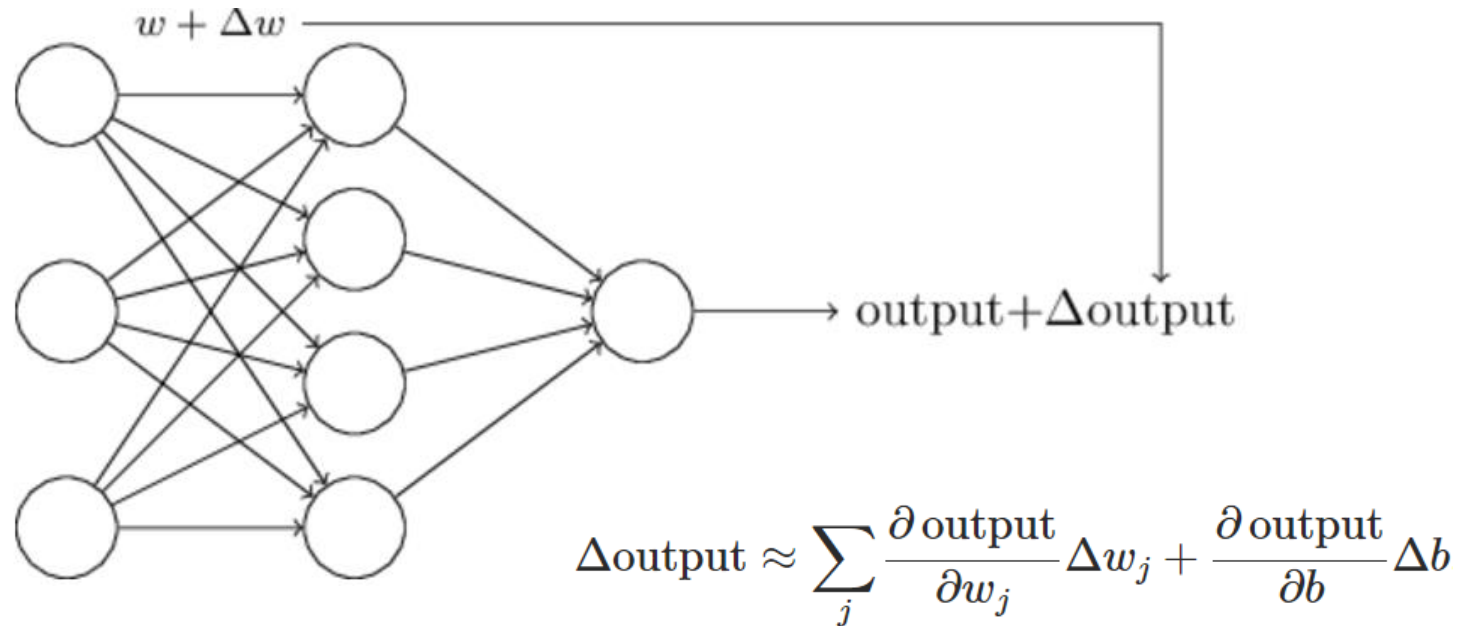 w + Δw
output+Δoutput
Δoutput ≈ ∑_j ∂ output/∂w_j Δw_j + ∂ output/∂b Δb